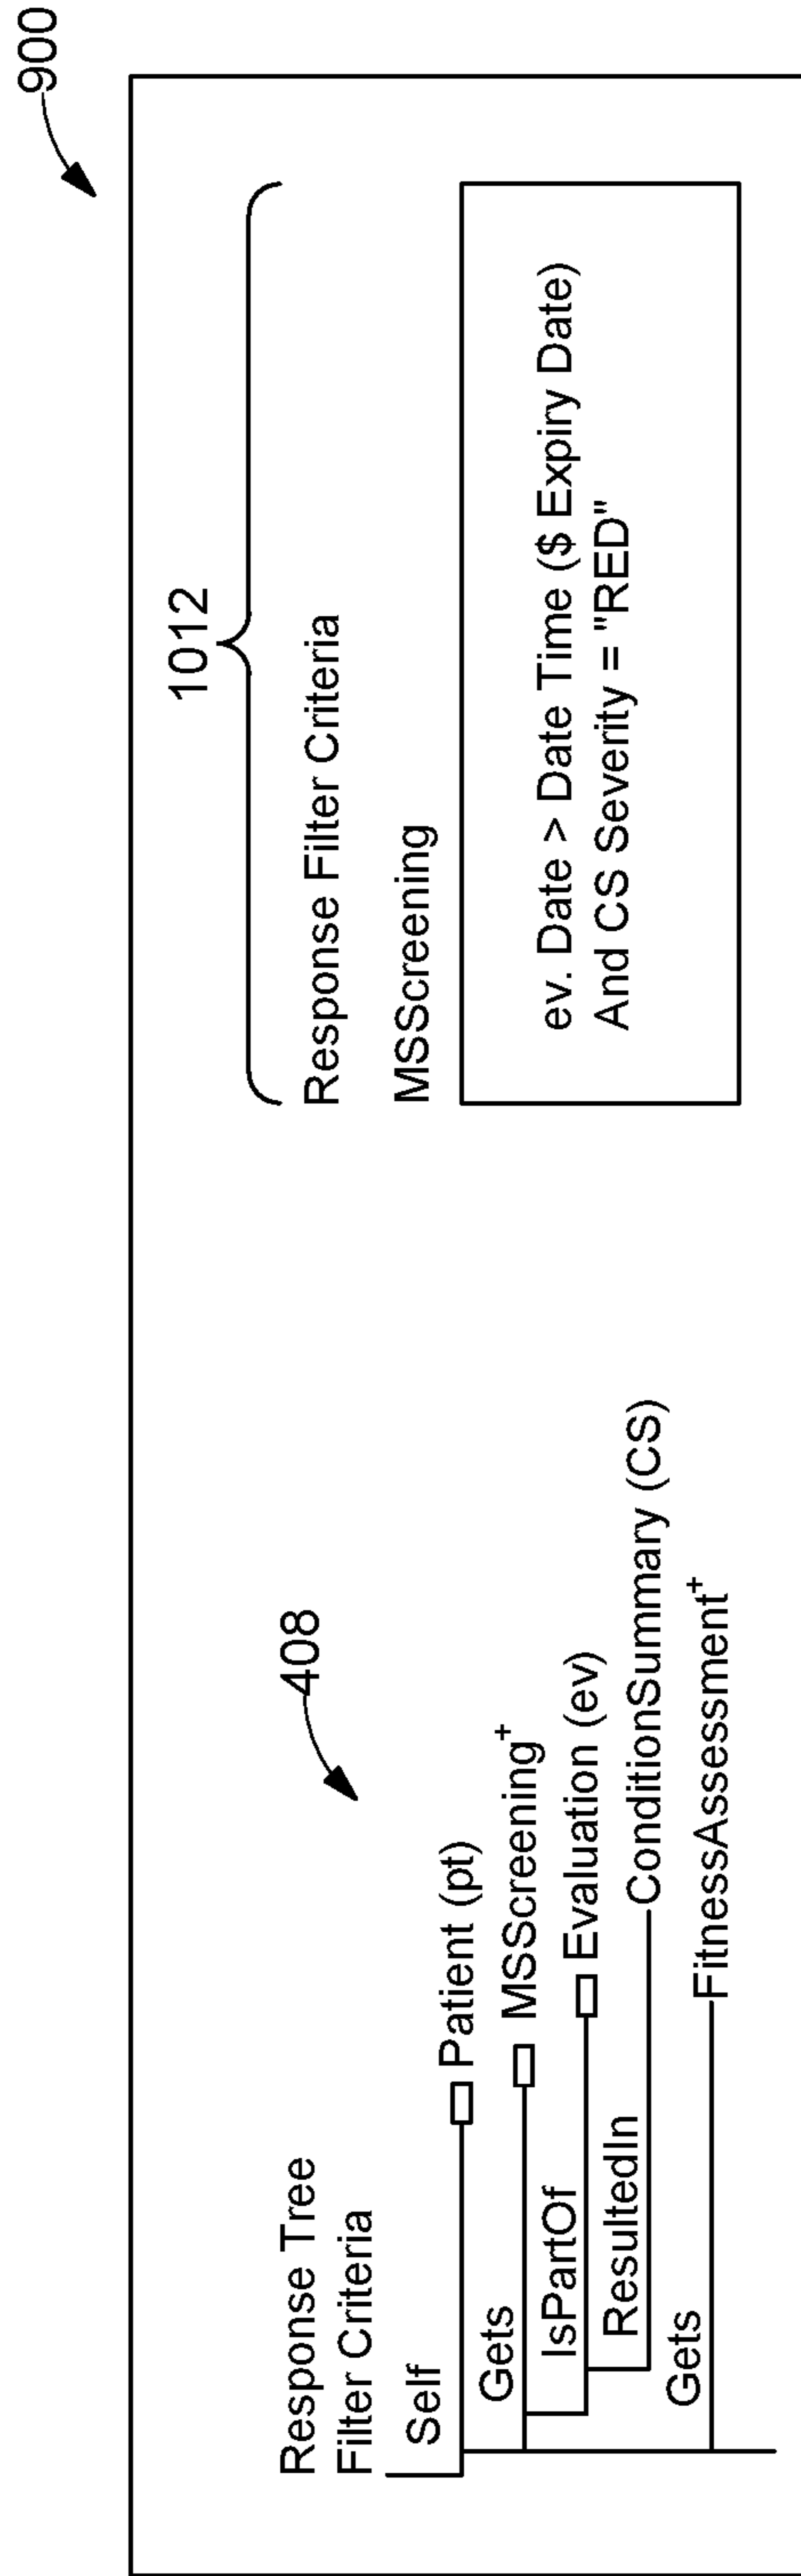 900
1012
408
Response Tree
Filter Criteria
Self
Patient (pt)
Gets
MSScreening+
IsPartOf
Evaluation (ev)
ResultedIn
ConditionSummary (CS)
Gets
FitnessAssessment+
Response Filter Criteria
MSScreening
ev. Date > Date Time ($ Expiry Date)
And CS Severity = "RED"